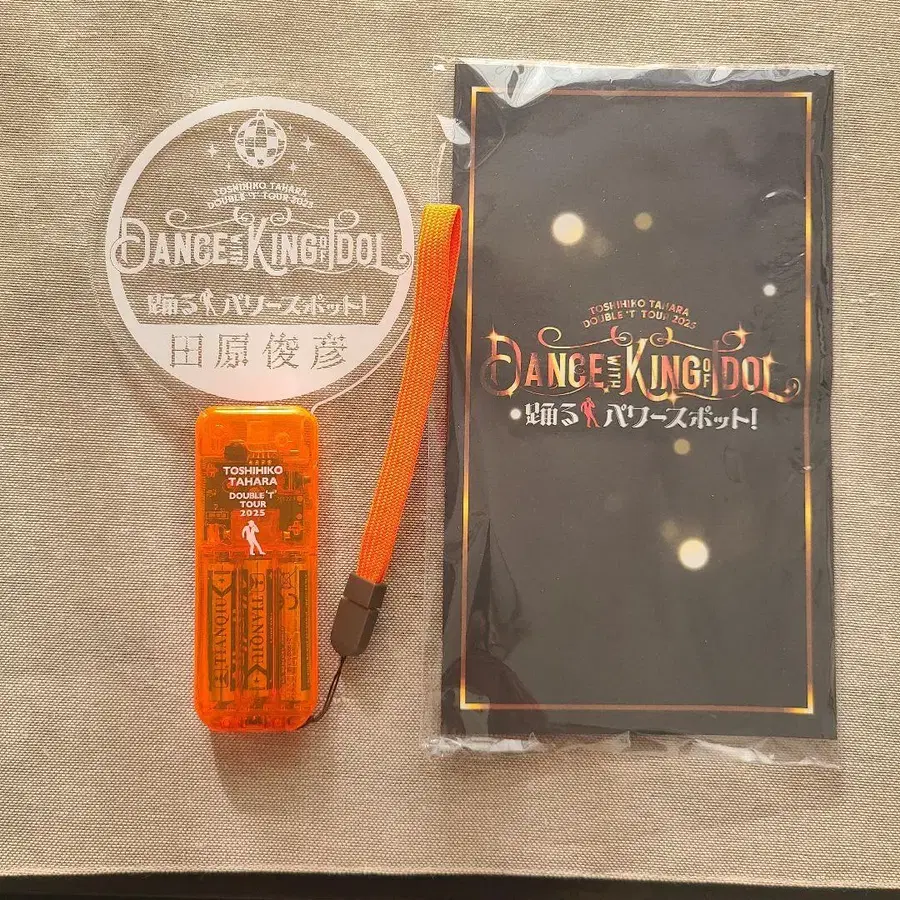 TOSHIHIKO TAHARA
DOUBLE 'T' TOUR 2025
DANCE WITH KING OF IDOL
踊るパワースポット!
田原俊彦
TOSHIHIKO
TAHARA
DOUBLE 'T'
TOUR
2025
TIANQIU
TIANQIU
TOSHIHIKO TAHARA
DOUBLE 'T' TOUR 2025
DANCE WITH KING OF IDOL
踊るパワースポット!